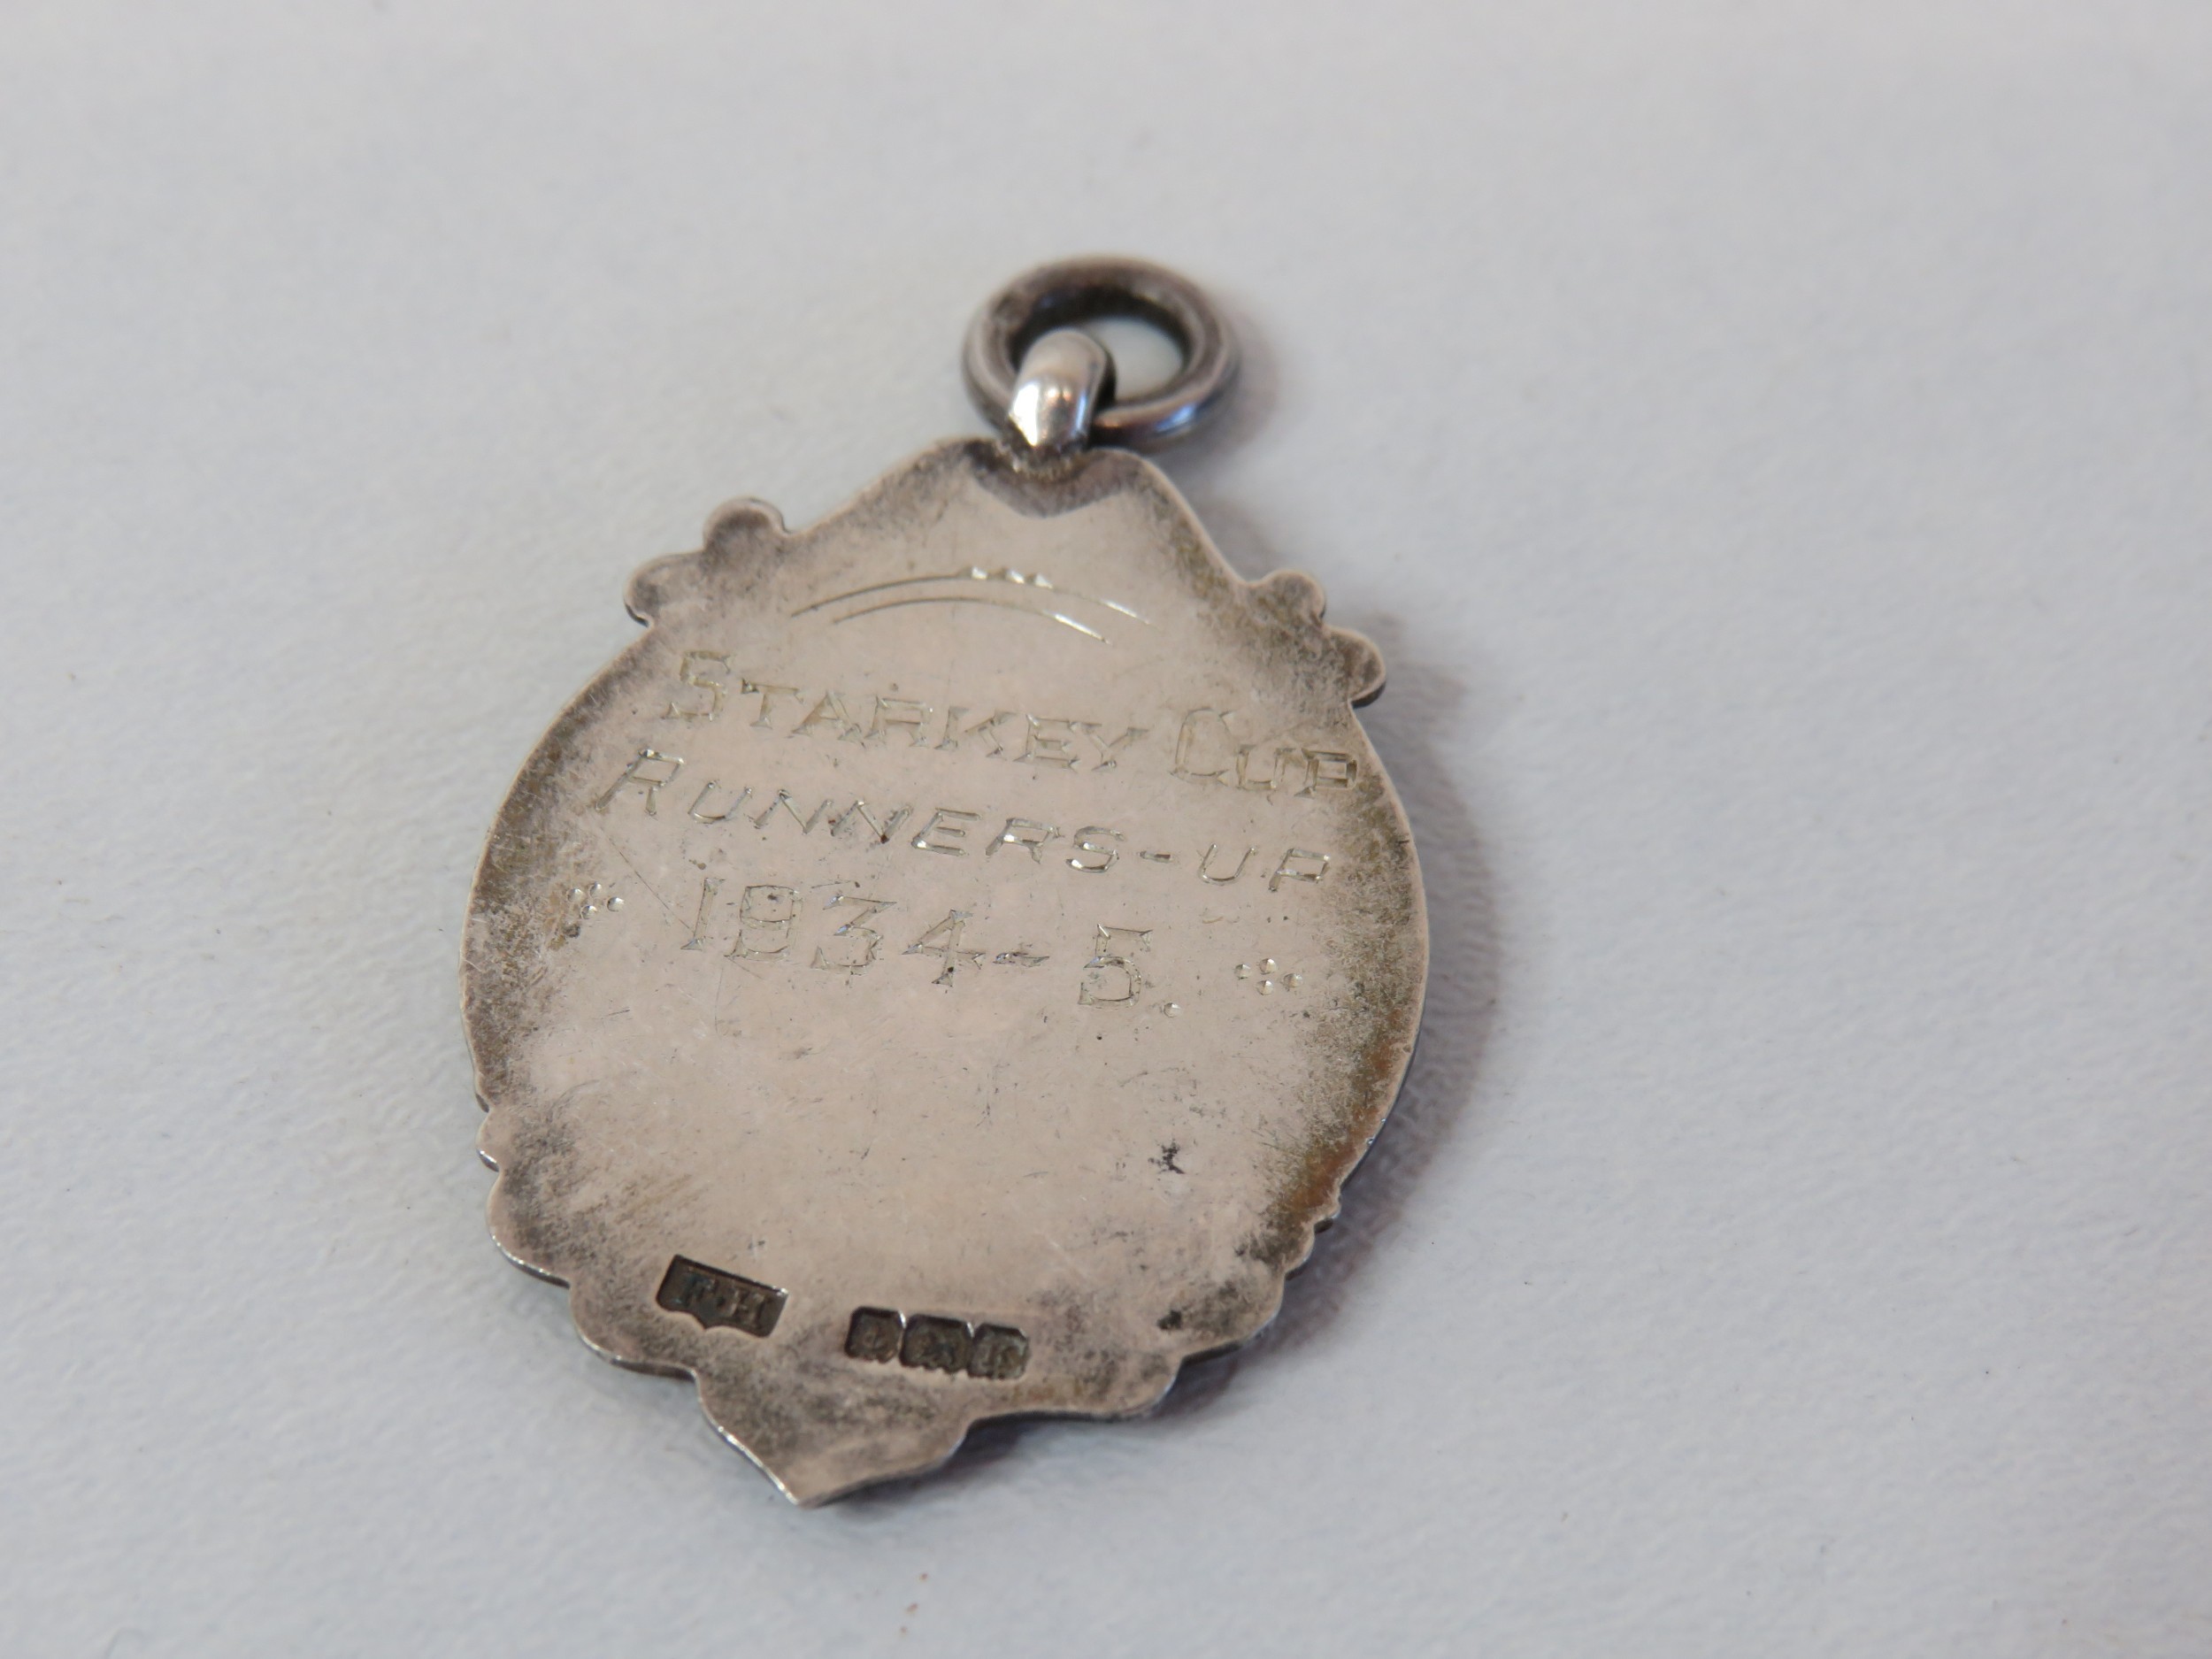 STARKEY CUP
RUNNERS-UP
1934-5.